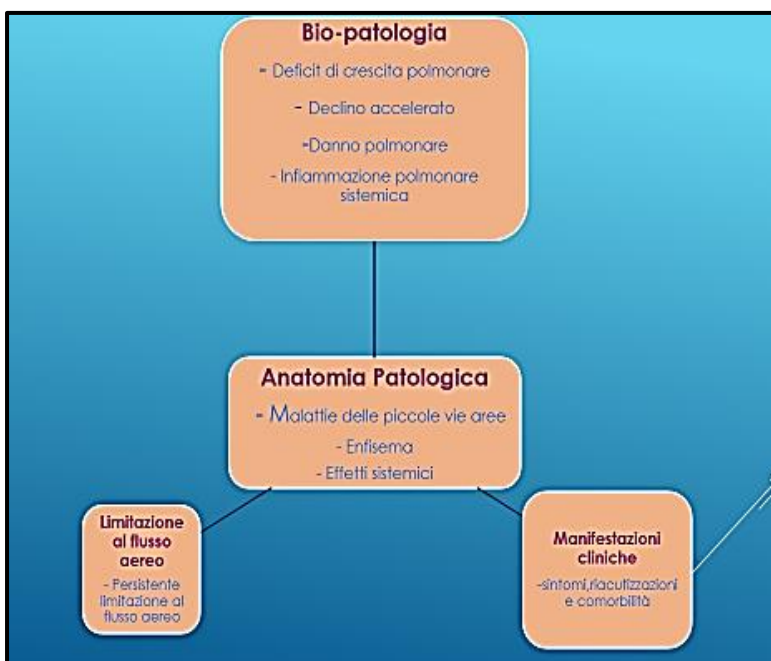 Bio-patologia
- Deficit di crescita polmonare
- Declino accelerato
-Danno polmonare
- Infiammazione polmonare
sistemica
Anatomia Patologica
- Malattie delle piccole vie aree
- Enfisema
- Effetti sistemici
Limitazione
al flusso
aereo
- Persistente
limitazione al
flusso aereo
Manifestazioni
cliniche
-sintomi,riacutizzazioni
e comorbilità